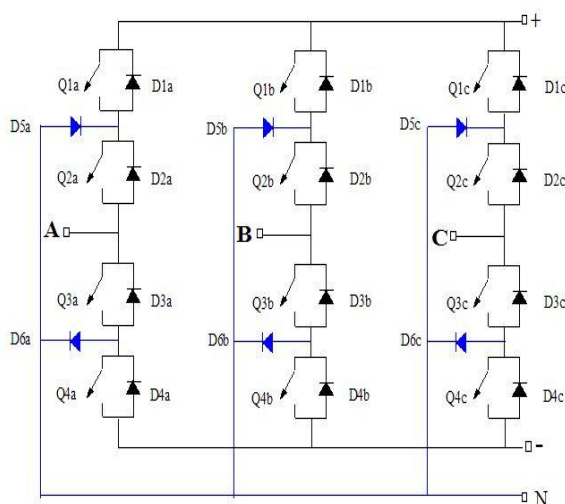 +
Q1a D1a Q1b D1b Q1c D1c
D5a D5b D5c
Q2a D2a Q2b D2b Q2c D2c
A B C
Q3a D3a Q3b D3b Q3c D3c
D6a D6b D6c
Q4a D4a Q4b D4b Q4c D4c
-
N